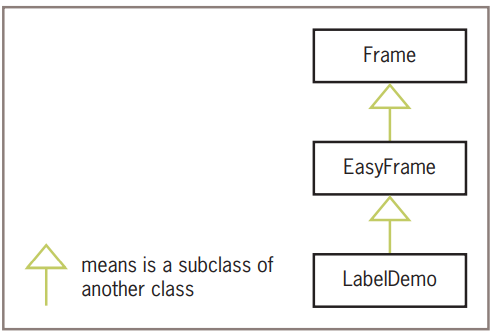 Frame
EasyFrame
LabelDemo
means is a subclass of
another class